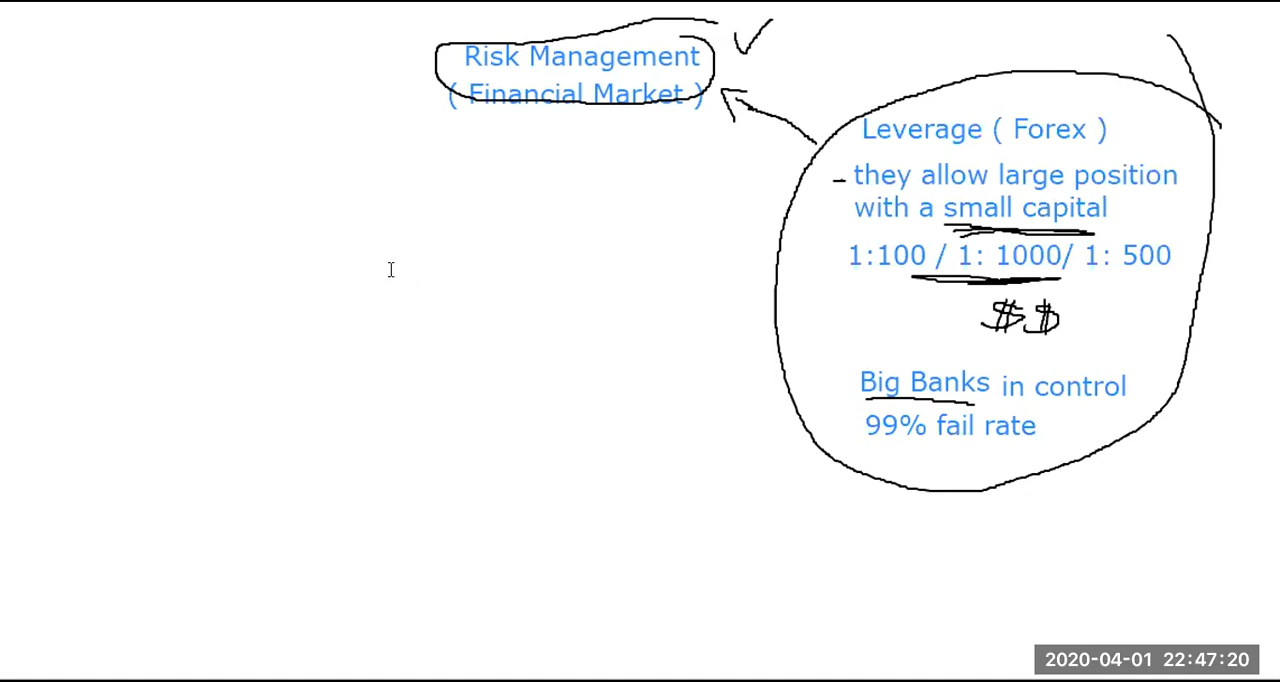 Risk Management
( Financial Market )
Leverage ( Forex )
- they allow large position
with a small capital
1:100 / 1: 1000/ 1: 500
$$
Big Banks in control
99% fail rate
2020-04-01 22:47:20